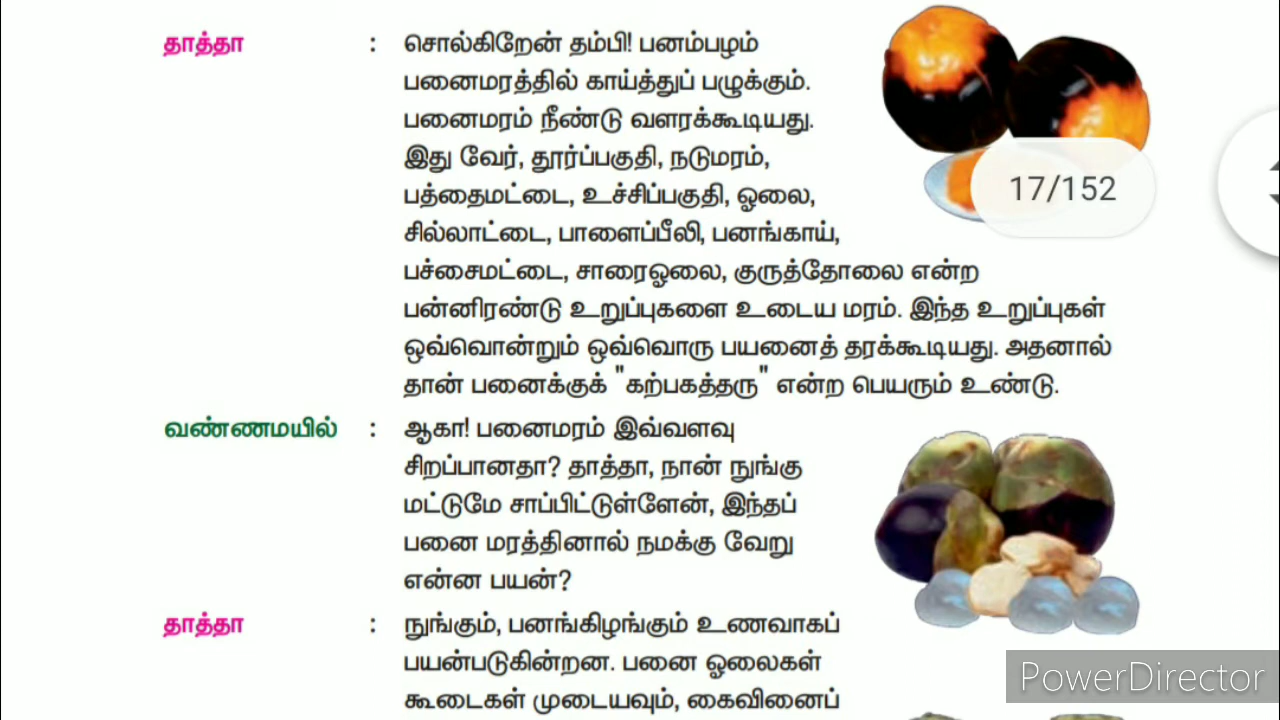 தாத்தா : சொல்கிறேன் தம்பி! பனம்பழம்
பனைமரத்தில் காய்த்துப் பழுக்கும்.
பனைமரம் நீண்டு வளரக்கூடியது.
இது வேர், தூர்ப்பகுதி, நடுமரம்,
பத்தைமட்டை, உச்சிப்பகுதி, ஓலை,
சில்லாட்டை, பாளைப்பீலி, பனங்காய்,
பச்சைமட்டை, சாரைஓலை, குருத்தோலை என்ற
பன்னிரண்டு உறுப்புகளை உடைய மரம். இந்த உறுப்புகள்
ஒவ்வொன்றும் ஒவ்வொரு பயனைத் தரக்கூடியது. அதனால்
தான் பனைக்குக் "கற்பகத்தரு" என்ற பெயரும் உண்டு.
17/152
வண்ணமயில் : ஆகா! பனைமரம் இவ்வளவு
சிறப்பானதா? தாத்தா, நான் நுங்கு
மட்டுமே சாப்பிட்டுள்ளேன், இந்தப்
பனை மரத்தினால் நமக்கு வேறு
என்ன பயன்?
தாத்தா : நுங்கும், பனங்கிழங்கும் உணவாகப்
பயன்படுகின்றன. பனை ஓலைகள்
கூடைகள் முடையவும், கைவினைப்
PowerDirector